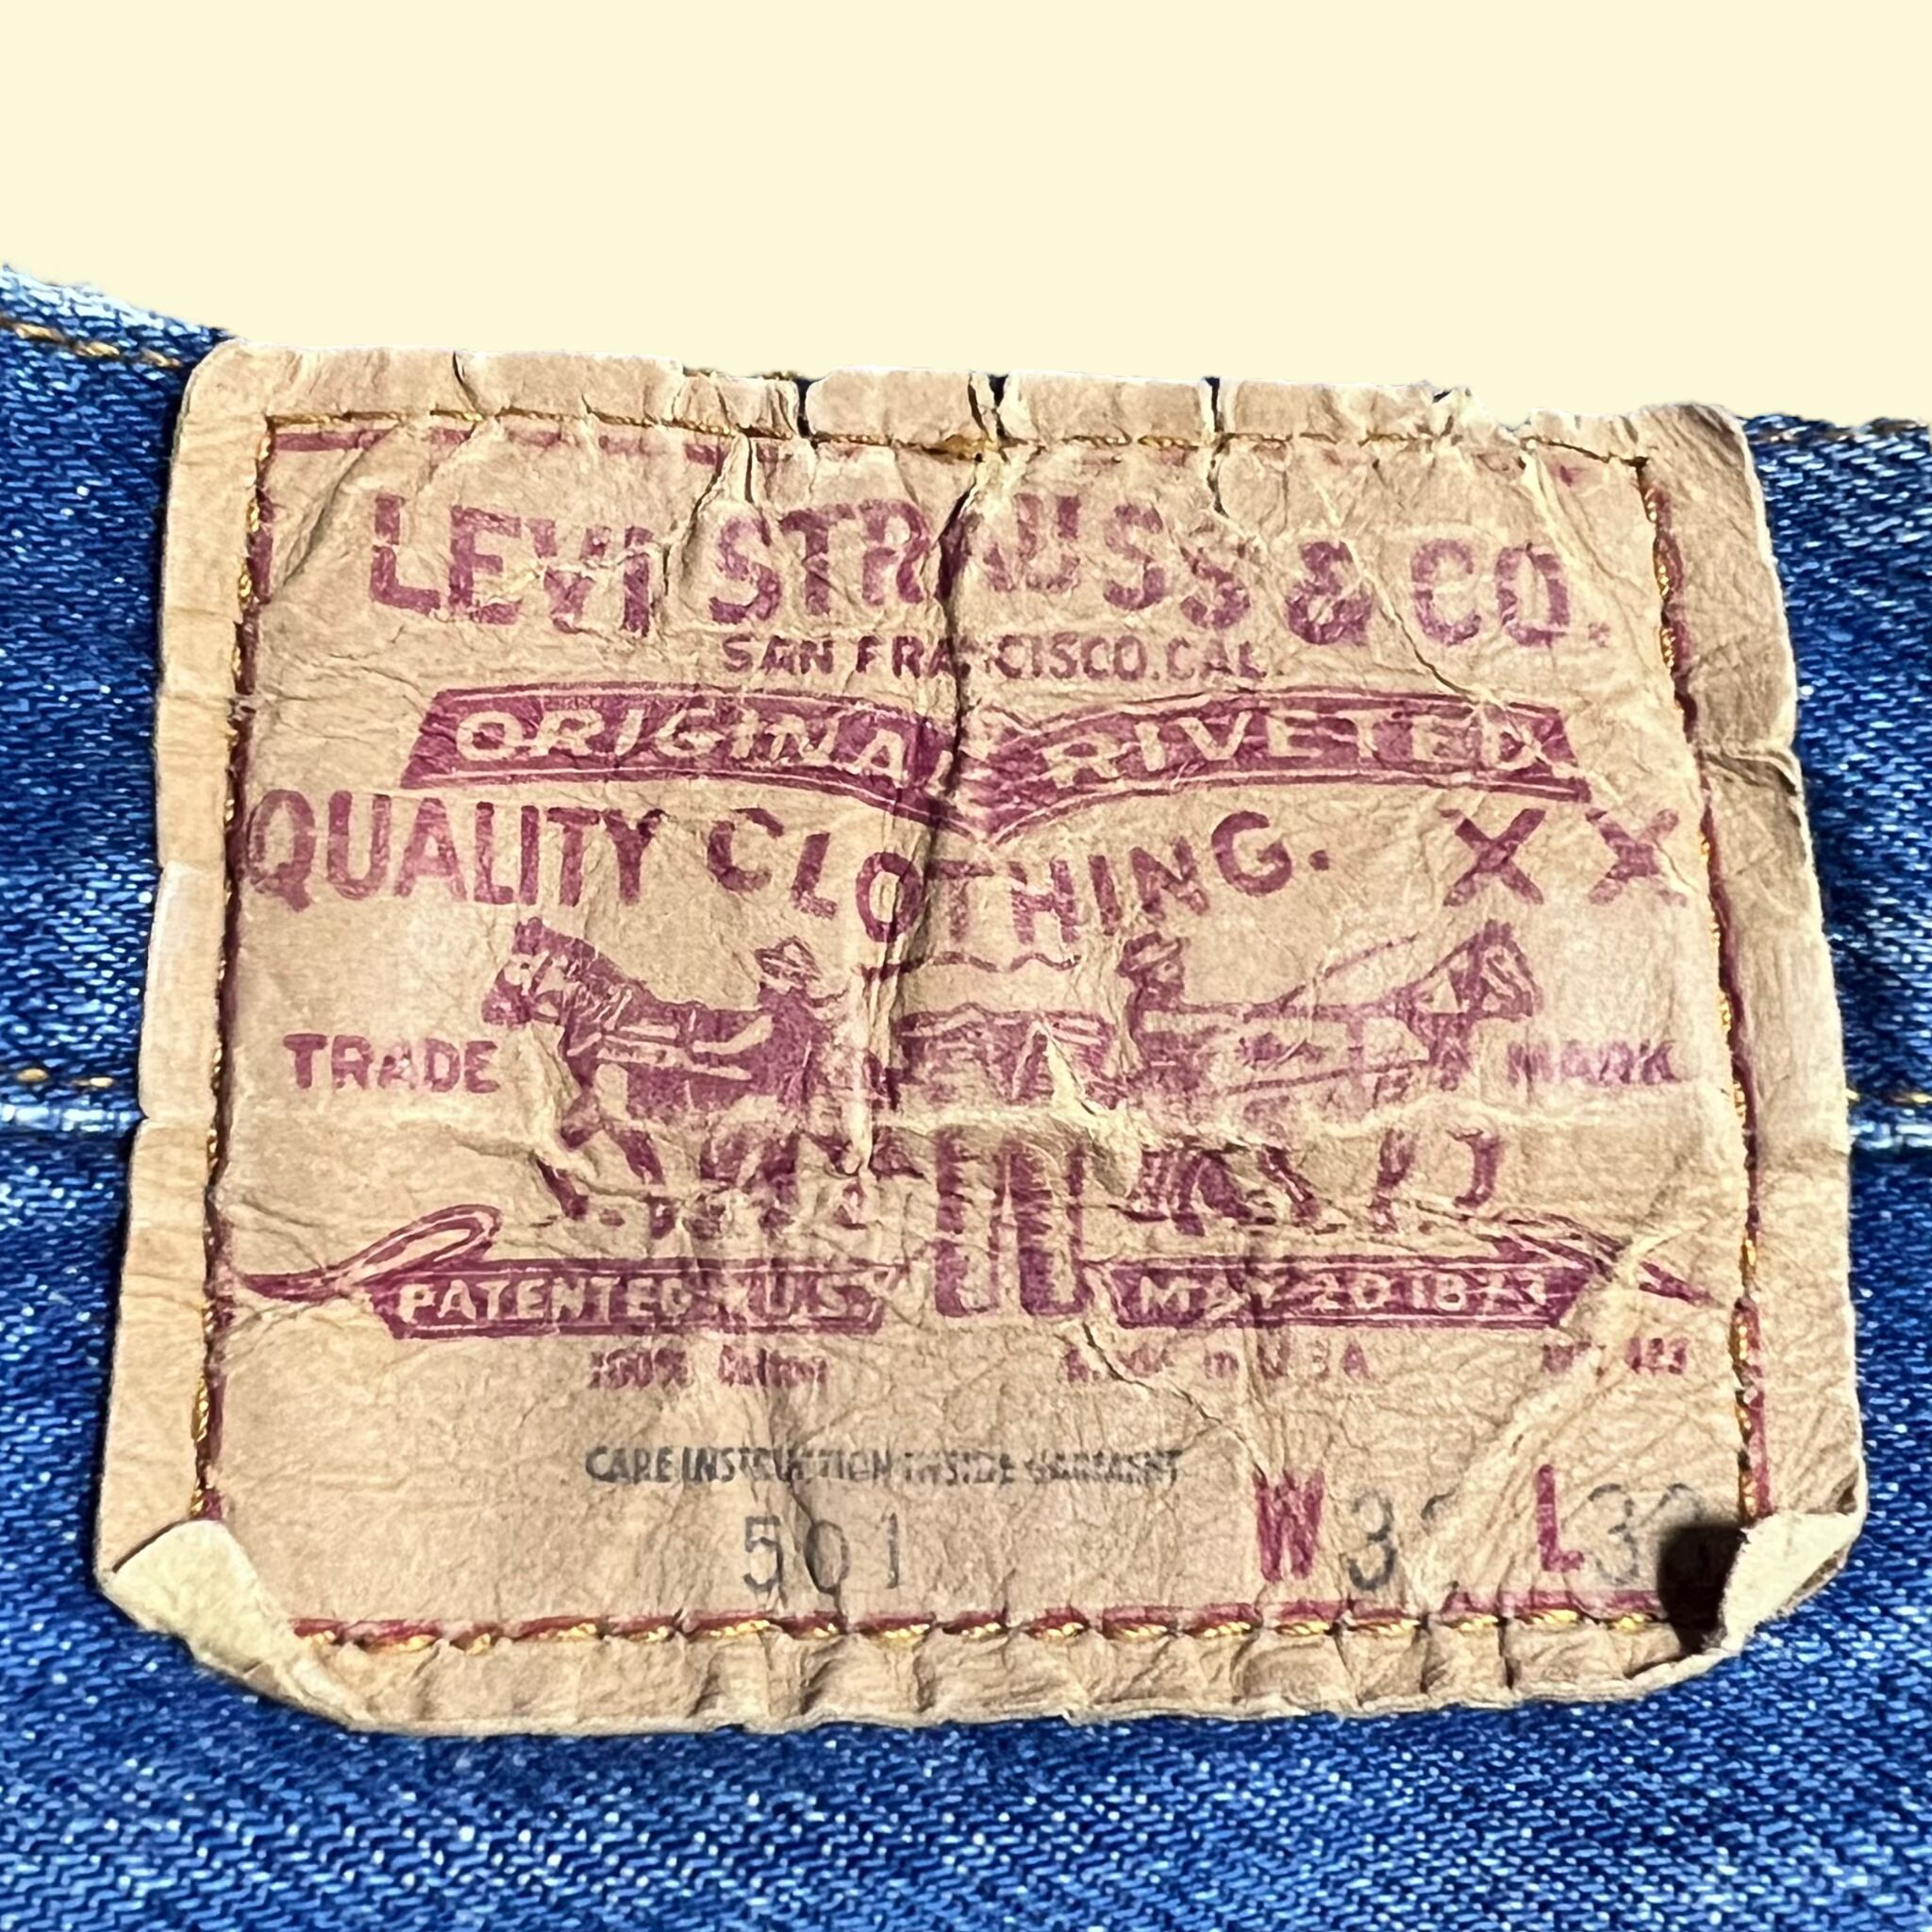 LEVI STRAUSS & CO.
SAN FRANCISCO. CAL.
ORIGINAL RIVETED
QUALITY CLOTHING. XX
TRADE MARK
PATENTED U.S. MAY 20 1873
100% Cotton Made in USA
CARE INSTRUCTION INSIDE GARMENT
501 W L